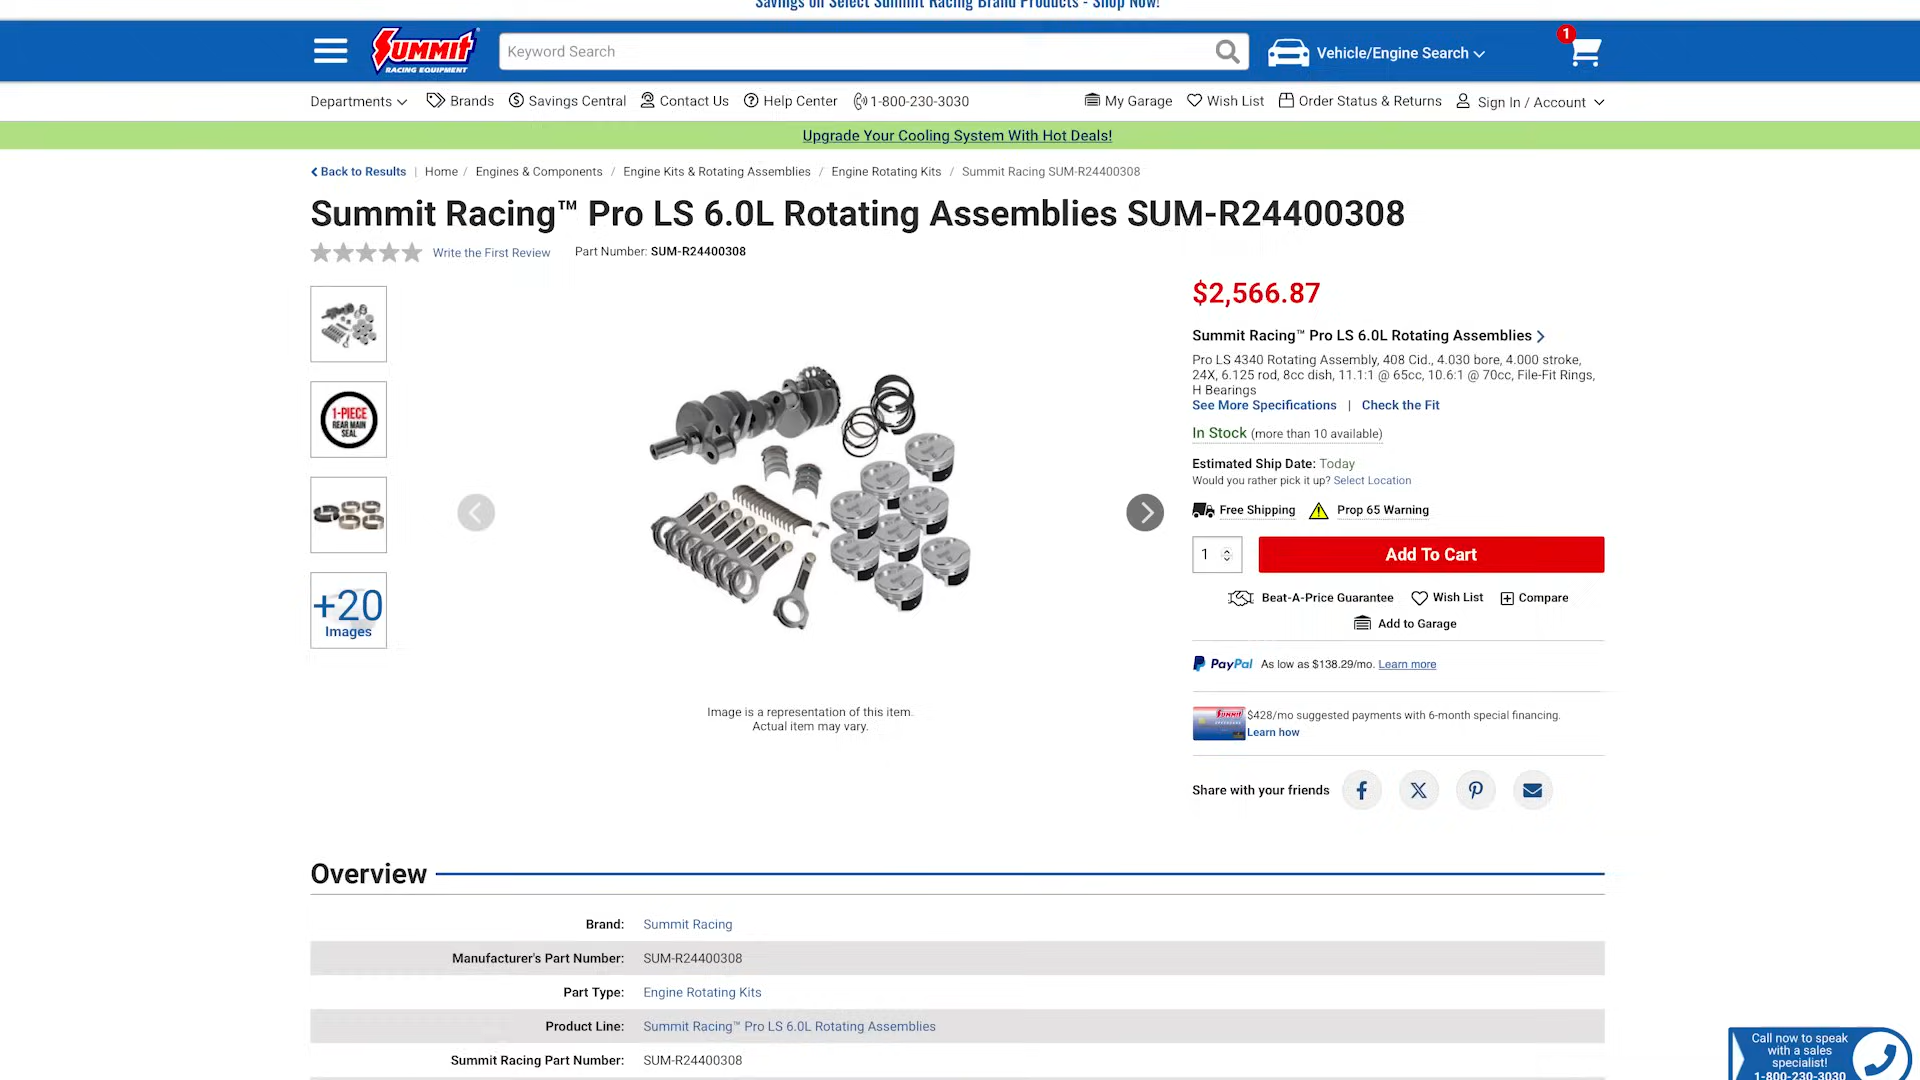 Savings on Select Summit Racing Brand Products - Shop Now!
SUMMIT
RACING EQUIPMENT
Keyword Search
Vehicle/Engine Search
1
Departments
Brands
Savings Central
Contact Us
Help Center
1-800-230-3030
My Garage
Wish List
Order Status & Returns
Sign In / Account
Upgrade Your Cooling System With Hot Deals!
Back to Results | Home / Engines & Components / Engine Kits & Rotating Assemblies / Engine Rotating Kits / Summit Racing SUM-R24400308
Summit Racing™ Pro LS 6.0L Rotating Assemblies SUM-R24400308
Write the First Review
Part Number: SUM-R24400308
1-PIECE
REAR MAIN
SEAL
+20
Images
Image is a representation of this item.
Actual item may vary.
$2,566.87
Summit Racing™ Pro LS 6.0L Rotating Assemblies
Pro LS 4340 Rotating Assembly, 408 Cid., 4.030 bore, 4.000 stroke,
24X, 6.125 rod, 8cc dish, 11.1:1 @ 65cc, 10.6:1 @ 70cc, File-Fit Rings,
H Bearings
See More Specifications | Check the Fit
In Stock (more than 10 available)
Estimated Ship Date: Today
Would you rather pick it up? Select Location
Free Shipping
Prop 65 Warning
1
Add To Cart
Beat-A-Price Guarantee
Wish List
Compare
Add to Garage
PayPal As low as $138.29/mo. Learn more
$428/mo suggested payments with 6-month special financing.
Learn how
Share with your friends
Overview
Brand: Summit Racing
Manufacturer's Part Number: SUM-R24400308
Part Type: Engine Rotating Kits
Product Line: Summit Racing™ Pro LS 6.0L Rotating Assemblies
Summit Racing Part Number: SUM-R24400308
Call now to speak
with a sales
specialist!
1-800-230-3030